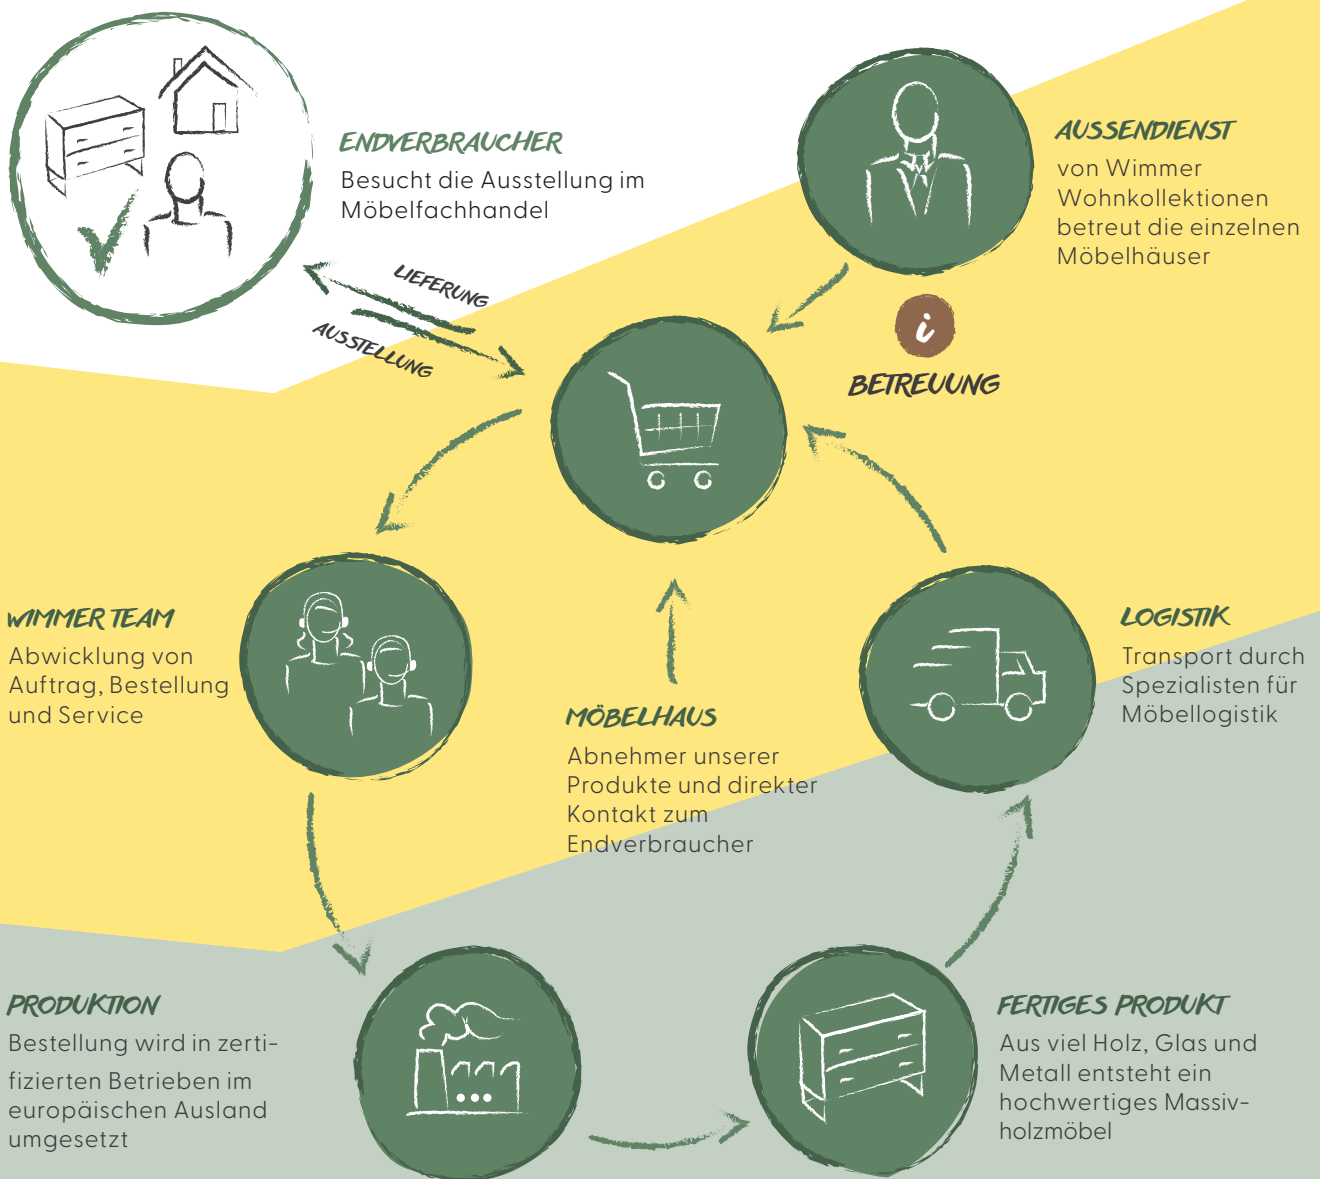 ENDVERBRAUCHER
Besucht die Ausstellung im
Möbelfachhandel
AUSSENDIENST
von Wimmer
Wohnkollektionen
betreut die einzelnen
Möbelhäuser
LIEFERUNG
AUSSTELLUNG
i
BETREUUNG
WIMMER TEAM
Abwicklung von
Auftrag, Bestellung
und Service
MÖBELHAUS
Abnehmer unserer
Produkte und direkter
Kontakt zum
Endverbraucher
LOGISTIK
Transport durch
Spezialisten für
Möbellogistik
PRODUKTION
Bestellung wird in zerti-
fizierten Betrieben im
europäischen Ausland
umgesetzt
FERTIGES PRODUKT
Aus viel Holz, Glas und
Metall entsteht ein
hochwertiges Massiv-
holzmöbel